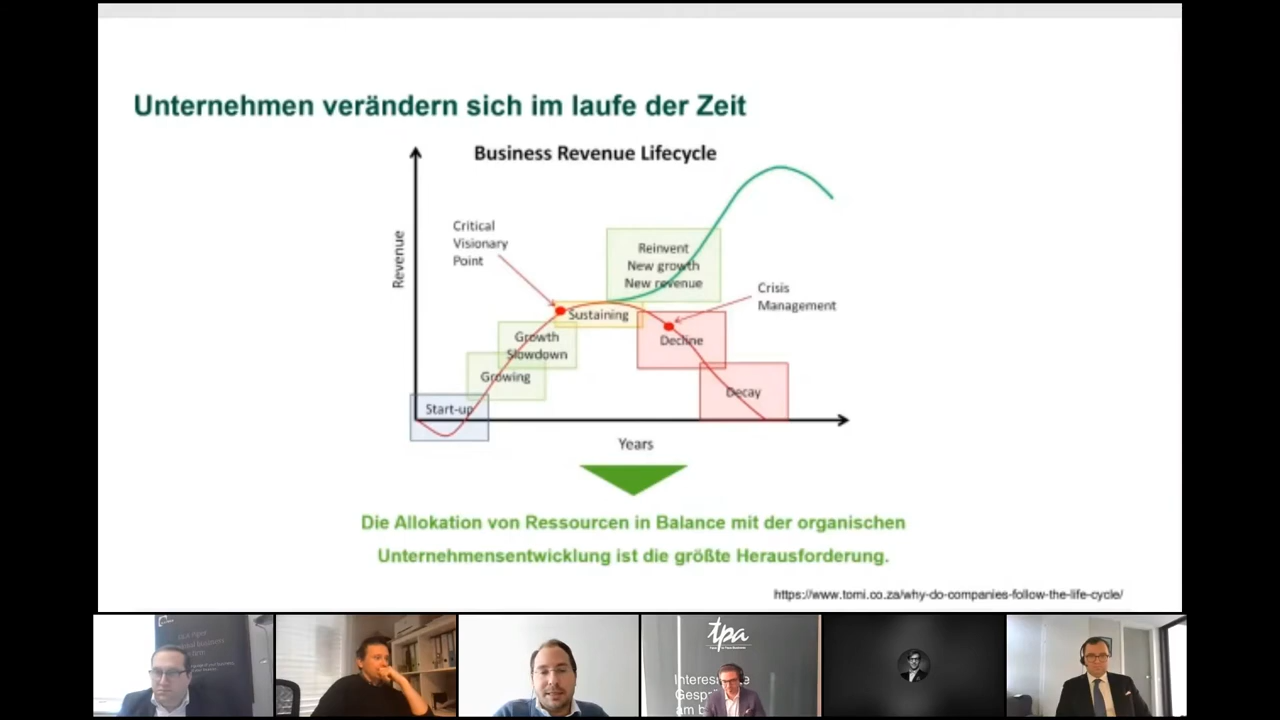 Unternehmen verändern sich im laufe der Zeit
Business Revenue Lifecycle
Critical
Visionary
Point
Revenue
Reinvent
New growth
New revenue
Crisis
Management
Sustaining
Decline
Growth
Slowdown
Growing
Decay
Start-up
Years
Die Allokation von Ressourcen in Balance mit der organischen
Unternehmensentwicklung ist die größte Herausforderung.
https://www.tomi.co.za/why-do-companies-follow-the-life-cycle/
tpa